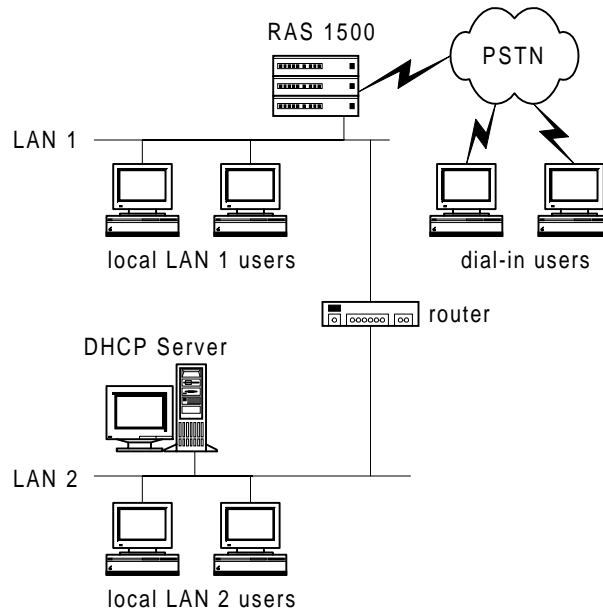 RAS 1500
PSTN
LAN 1
local LAN 1 users
dial-in users
router
DHCP Server
LAN 2
local LAN 2 users